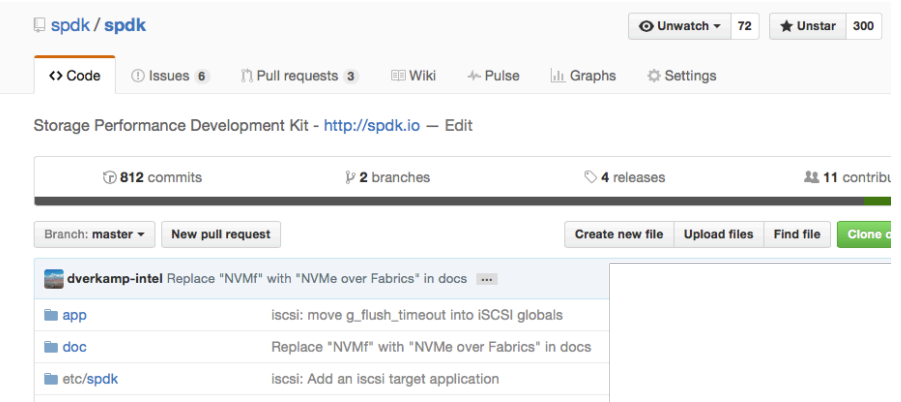 spdk / spdk
Unwatch 72 Unstar 300
Code Issues 6 Pull requests 3 Wiki Pulse Graphs Settings
Storage Performance Development Kit - http://spdk.io — Edit
812 commits 2 branches 4 releases 11 contribu
Branch: master New pull request Create new file Upload files Find file Clone o
dverkamp-intel Replace "NVMf" with "NVMe over Fabrics" in docs ...
app iscsi: move g_flush_timeout into iSCSI globals
doc Replace "NVMf" with "NVMe over Fabrics" in docs
etc/spdk iscsi: Add an iscsi target application